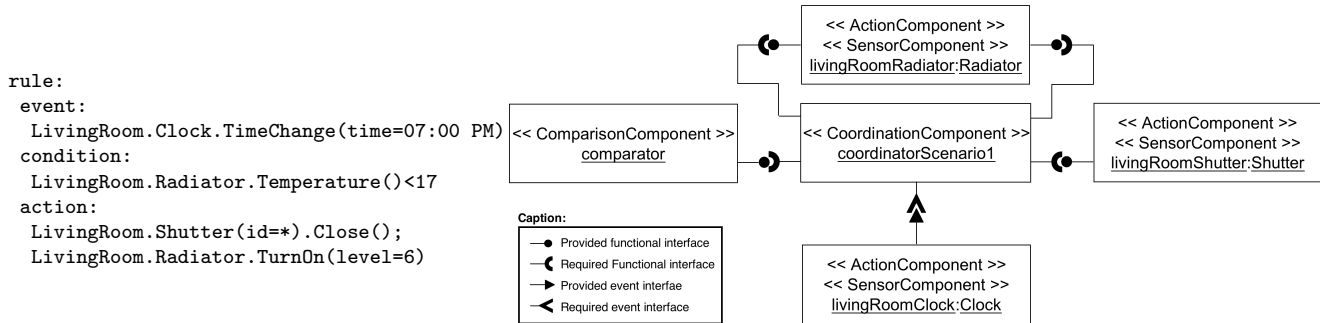 rule:
event:
LivingRoom.Clock.TimeChange(time=07:00 PM)
condition:
LivingRoom.Radiator.Temperature()<17
action:
LivingRoom.Shutter(id=*).Close();
LivingRoom.Radiator.TurnOn(level=6)
<< ActionComponent >>
<< SensorComponent >>
livingRoomRadiator:Radiator
<< ComparisonComponent >>
comparator
<< CoordinationComponent >>
coordinatorScenario1
<< ActionComponent >>
<< SensorComponent >>
livingRoomShutter:Shutter
Caption:
Provided functional interface
Required Functional interface
Provided event interfae
Required event interface
<< ActionComponent >>
<< SensorComponent >>
livingRoomClock:Clock